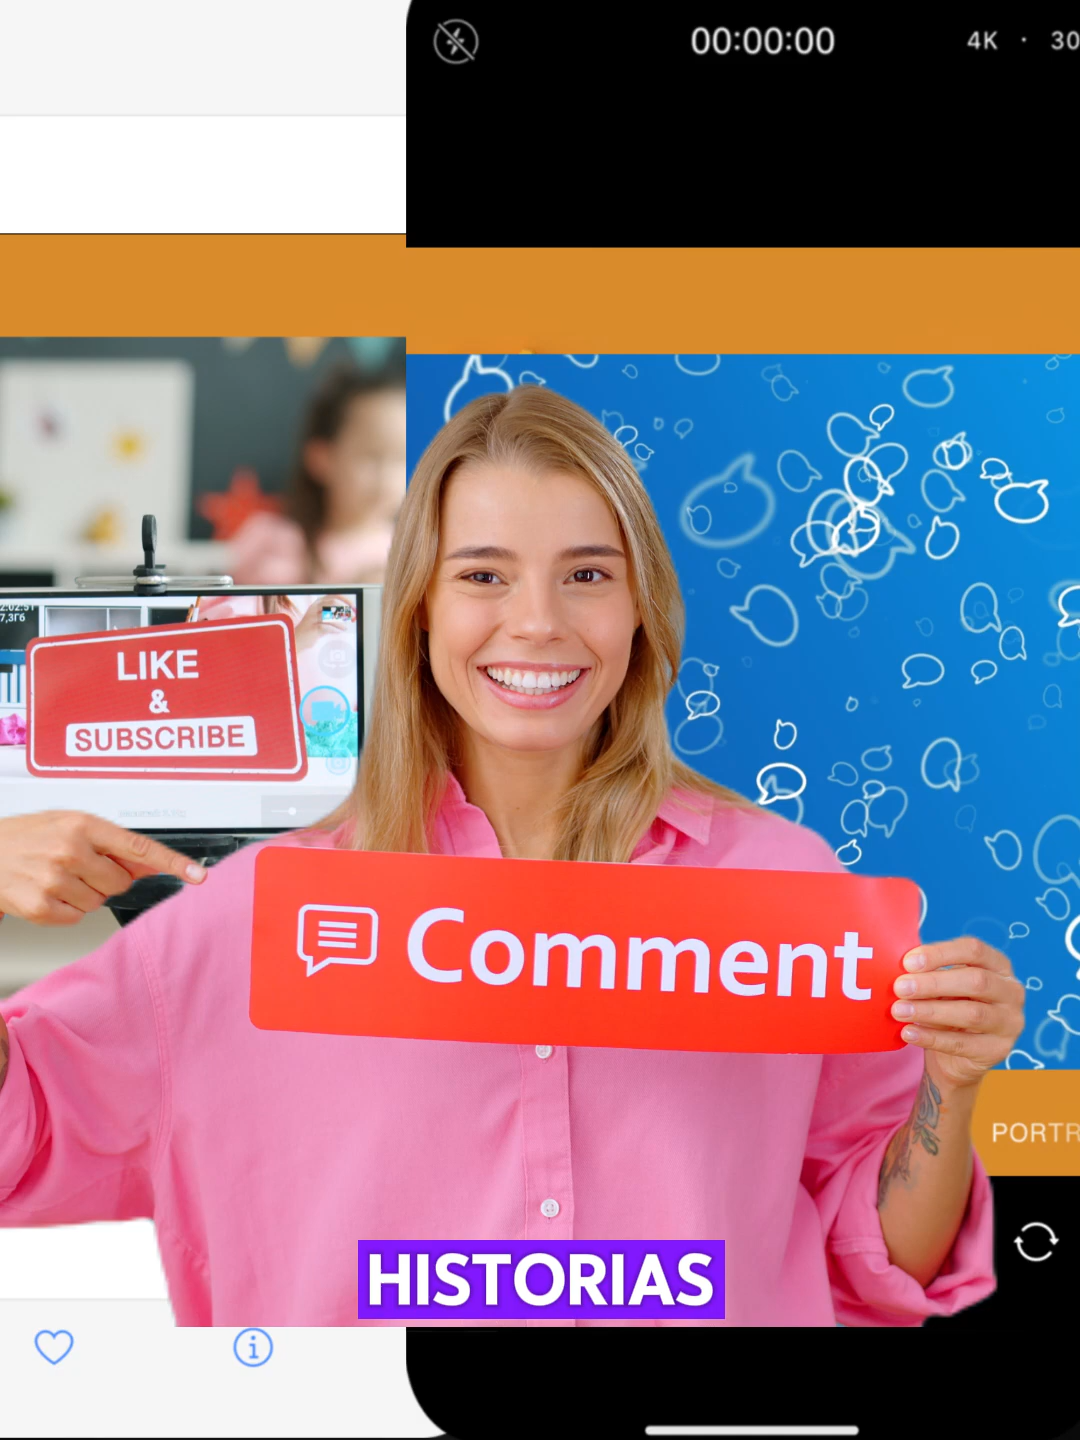 00:00:00
4K · 30
LIKE
&
SUBSCRIBE
Comment
PORTR
HISTORIAS